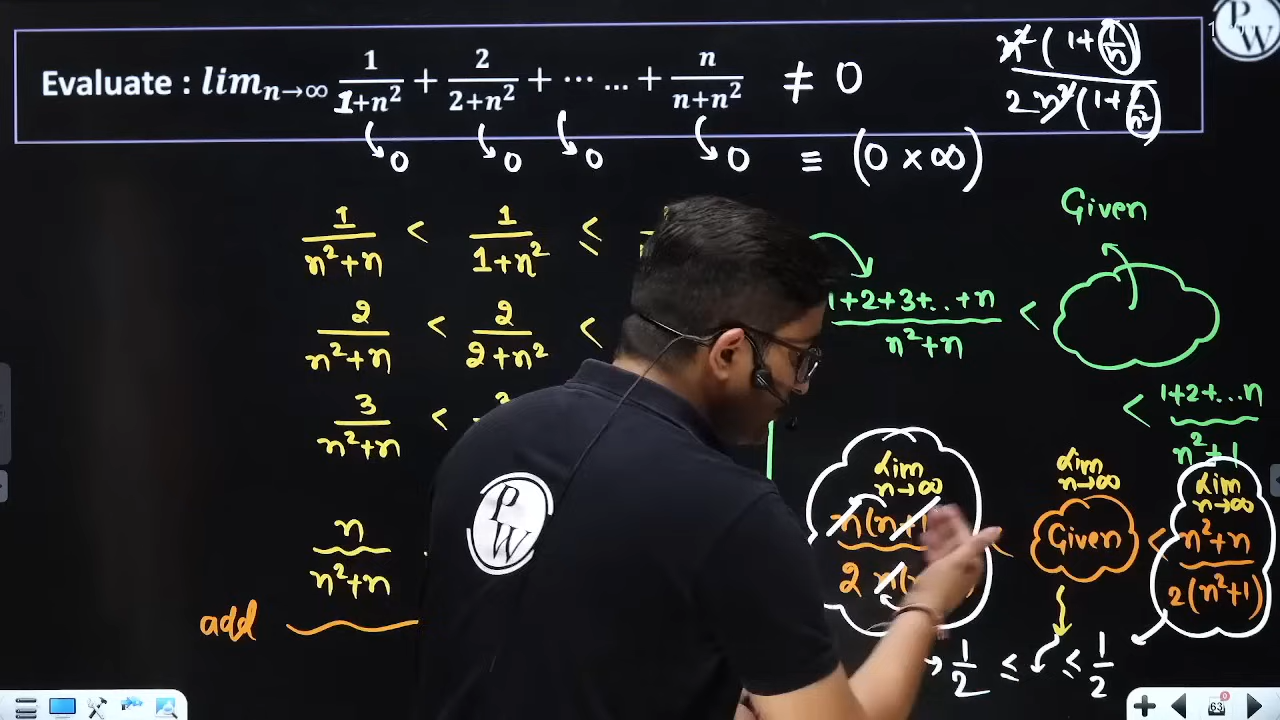 Evaluate : lim n→∞ 1/(1+n²) + 2/(2+n²) + ⋯ … + n/(n+n²) ≠ 0
n²(1+1/n) / 2n²(1+1/n²)
P W
0 0 0 0 ≡ (0 × ∞)
Given
1/(n²+n) < 1/(1+n²) ≤
(1+2+3+..+n)/(n²+n) <
2/(n²+n) < 2/(2+n²) <
< (1+2+...n)/(n²+1)
3/(n²+n) <
Lim n→∞ Lim n→∞ Lim n→∞
Given < (n²+n)/(2(n²+1))
n/(n²+n)
add
1/2 ≤ ≤ 1/2
P W
63